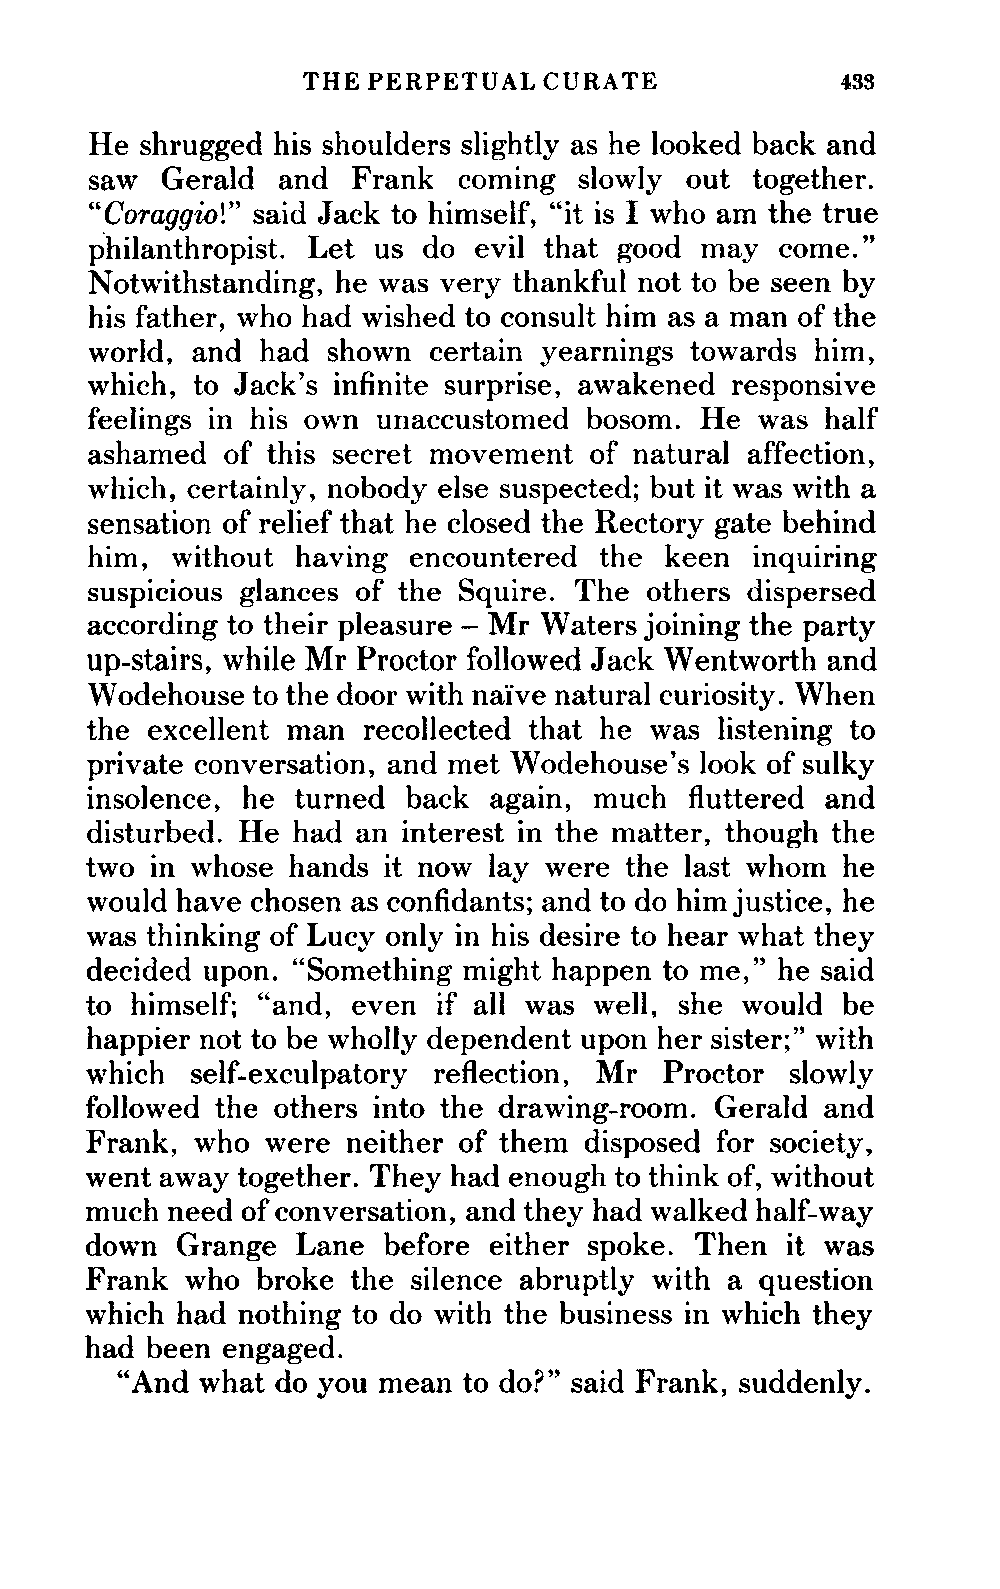 THE PERPETUAL CURATE 433
He shrugged his shoulders slightly as he looked back and
saw Gerald and Frank coming slowly out together.
“Coraggio!” said Jack to himself, “it is I who am the true
philanthropist. Let us do evil that good may come.”
Notwithstanding, he was very thankful not to be seen by
his father, who had wished to consult him as a man of the
world, and had shown certain yearnings towards him,
which, to Jack’s infinite surprise, awakened responsive
feelings in his own unaccustomed bosom. He was half
ashamed of this secret movement of natural affection,
which, certainly, nobody else suspected; but it was with a
sensation of relief that he closed the Rectory gate behind
him, without having encountered the keen inquiring
suspicious glances of the Squire. The others dispersed
according to their pleasure – Mr Waters joining the party
up-stairs, while Mr Proctor followed Jack Wentworth and
Wodehouse to the door with naïve natural curiosity. When
the excellent man recollected that he was listening to
private conversation, and met Wodehouse’s look of sulky
insolence, he turned back again, much fluttered and
disturbed. He had an interest in the matter, though the
two in whose hands it now lay were the last whom he
would have chosen as confidants; and to do him justice, he
was thinking of Lucy only in his desire to hear what they
decided upon. “Something might happen to me,” he said
to himself; “and, even if all was well, she would be
happier not to be wholly dependent upon her sister;” with
which self-exculpatory reflection, Mr Proctor slowly
followed the others into the drawing-room. Gerald and
Frank, who were neither of them disposed for society,
went away together. They had enough to think of, without
much need of conversation, and they had walked half-way
down Grange Lane before either spoke. Then it was
Frank who broke the silence abruptly with a question
which had nothing to do with the business in which they
had been engaged.
“And what do you mean to do?” said Frank, suddenly.